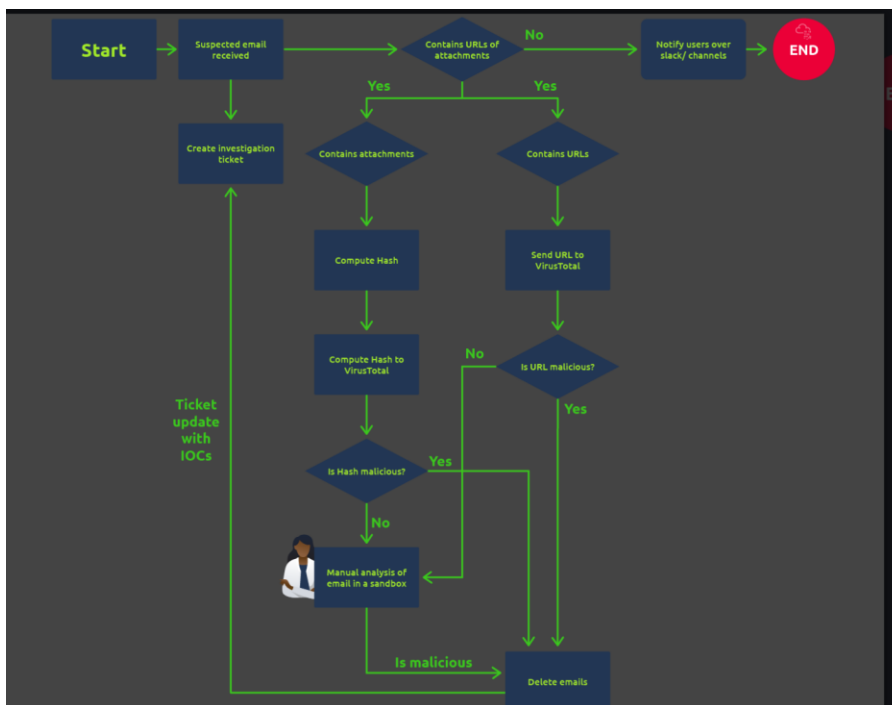 Start
Suspected email
received
Contains URLs of
attachments
No
Notify users over
slack/ channels
END
Yes
Yes
Create investigation
ticket
Contains attachments
Contains URLs
Compute Hash
Send URL to
VirusTotal
Compute Hash to
VirusTotal
No
Is URL malicious?
Ticket
update
with
IOCs
Yes
Is Hash malicious?
Yes
No
Manual analysis of
email in a sandbox
Is malicious
Delete emails